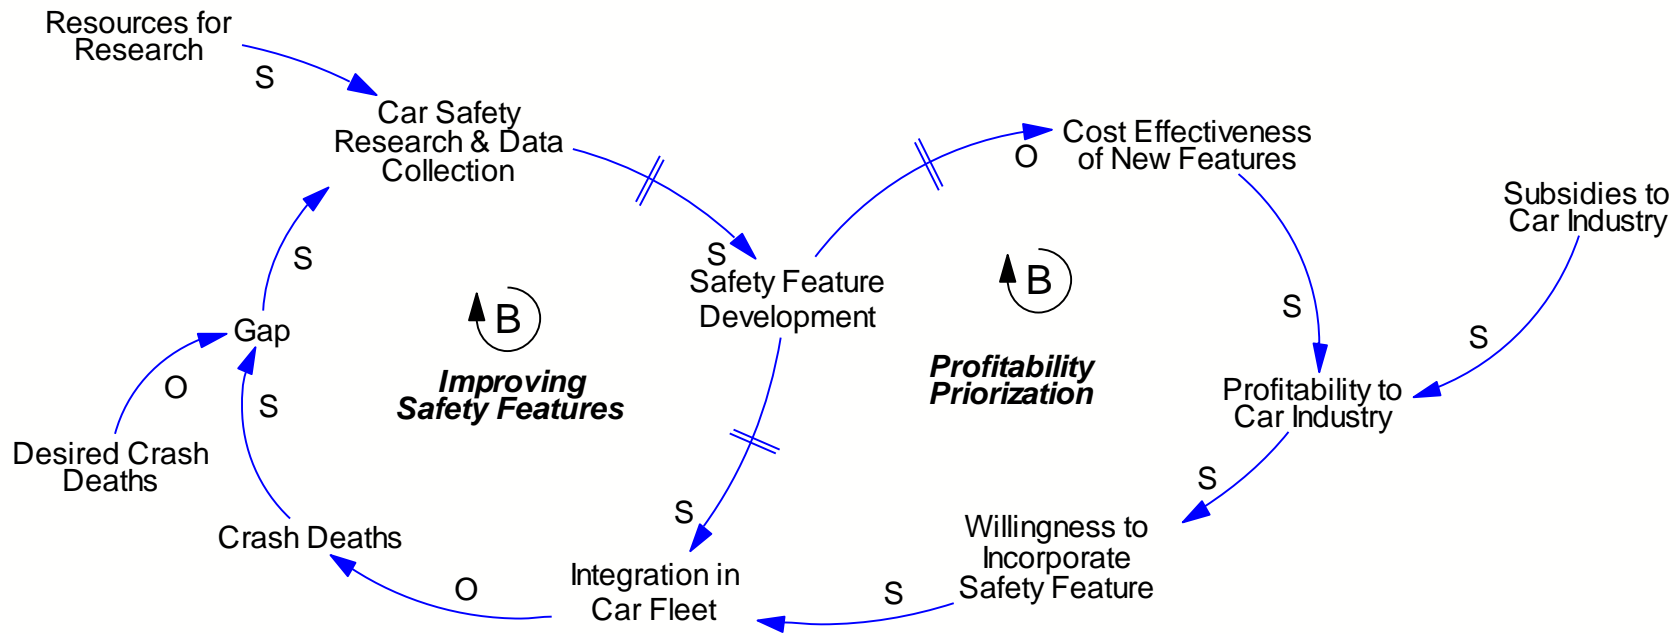 Resources for
Research
S
Car Safety
Research & Data
Collection
S
O
Cost Effectiveness
of New Features
Subsidies to
Car Industry
S
Safety Feature
Development
B
Improving
Safety Features
B
Profitability
Priorization
S
S
Profitability to
Car Industry
Gap
O
S
Desired Crash
Deaths
Crash Deaths
S
S
Willingness to
Incorporate
Safety Feature
O
Integration in
Car Fleet
S